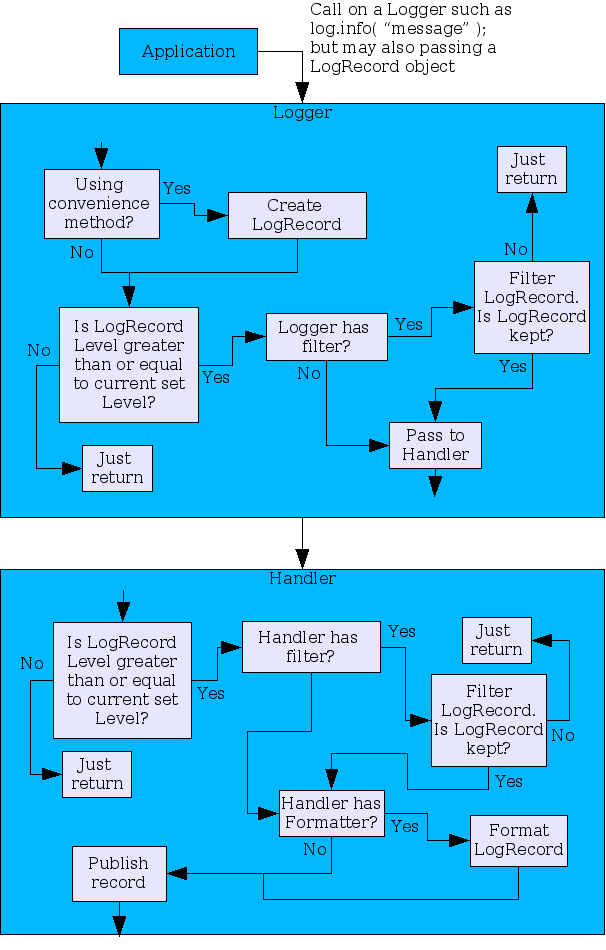 Call on a Logger such as
log.info( “message” );
but may also passing a
LogRecord object
Application
Logger
Using
convenience
method?
Yes
No
Create
LogRecord
Just
return
No
Filter
LogRecord.
Is LogRecord
kept?
Yes
Is LogRecord
Level greater
than or equal
to current set
Level?
No
Yes
Logger has
filter?
Yes
No
Just
return
Pass to
Handler
Handler
Is LogRecord
Level greater
than or equal
to current set
Level?
No
Yes
Handler has
filter?
Yes
Just
return
Filter
LogRecord.
Is LogRecord
kept?
No
Yes
Just
return
Handler has
Formatter?
Yes
No
Format
LogRecord
Publish
record